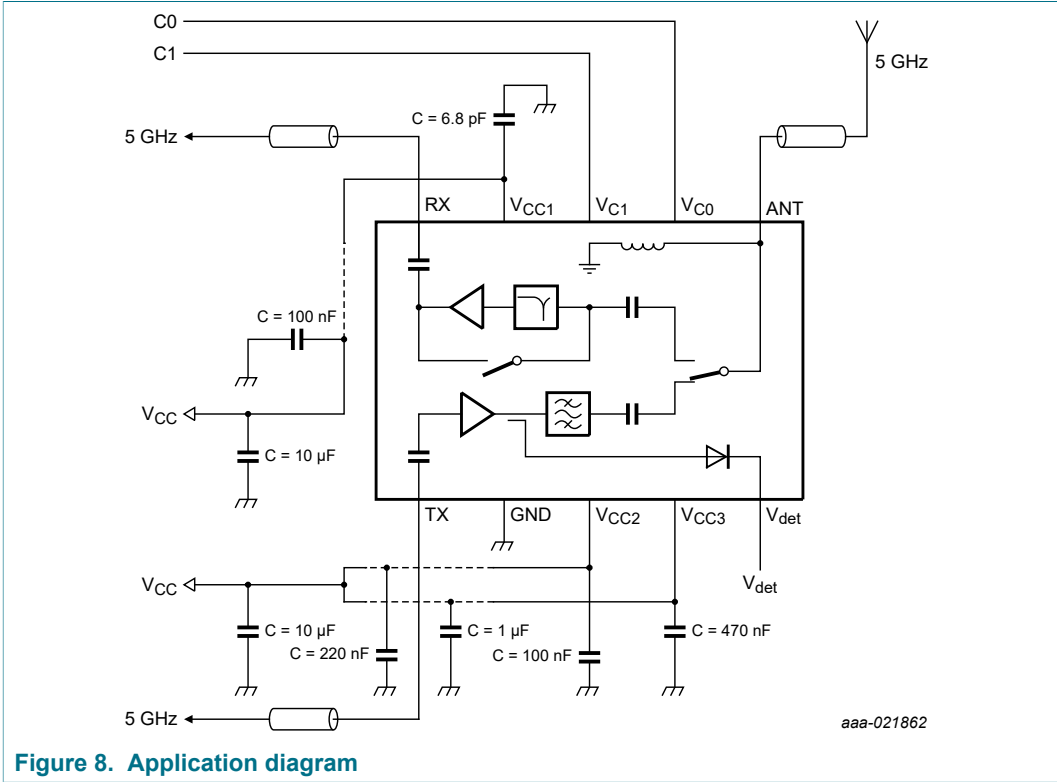 C0
C1
5 GHz
C = 6.8 pF
5 GHz
RX
VCC1
VC1
VC0
ANT
C = 100 nF
VCC
C = 10 µF
TX
GND
VCC2
VCC3
Vdet
VCC
Vdet
C = 10 µF
C = 1 µF
C = 470 nF
C = 220 nF
C = 100 nF
5 GHz
aaa-021862
Figure 8. Application diagram